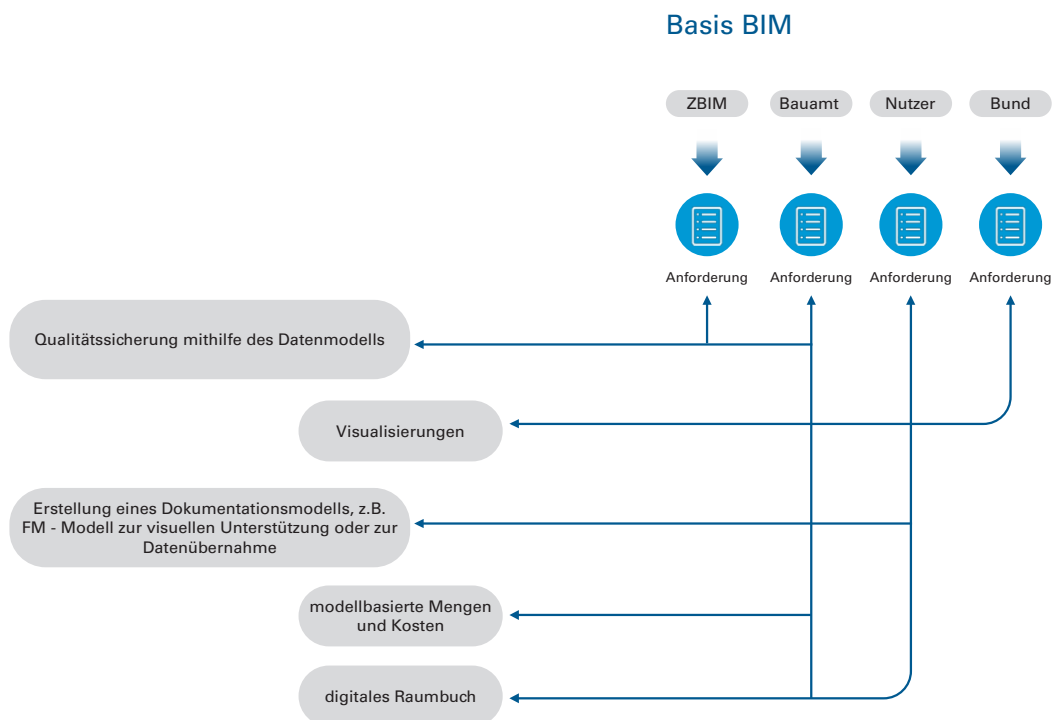 Basis BIM
ZBIM
Bauamt
Nutzer
Bund
Anforderung
Anforderung
Anforderung
Anforderung
Qualitätssicherung mithilfe des Datenmodells
Visualisierungen
Erstellung eines Dokumentationsmodells, z.B.
FM - Modell zur visuellen Unterstützung oder zur
Datenübernahme
modellbasierte Mengen
und Kosten
digitales Raumbuch